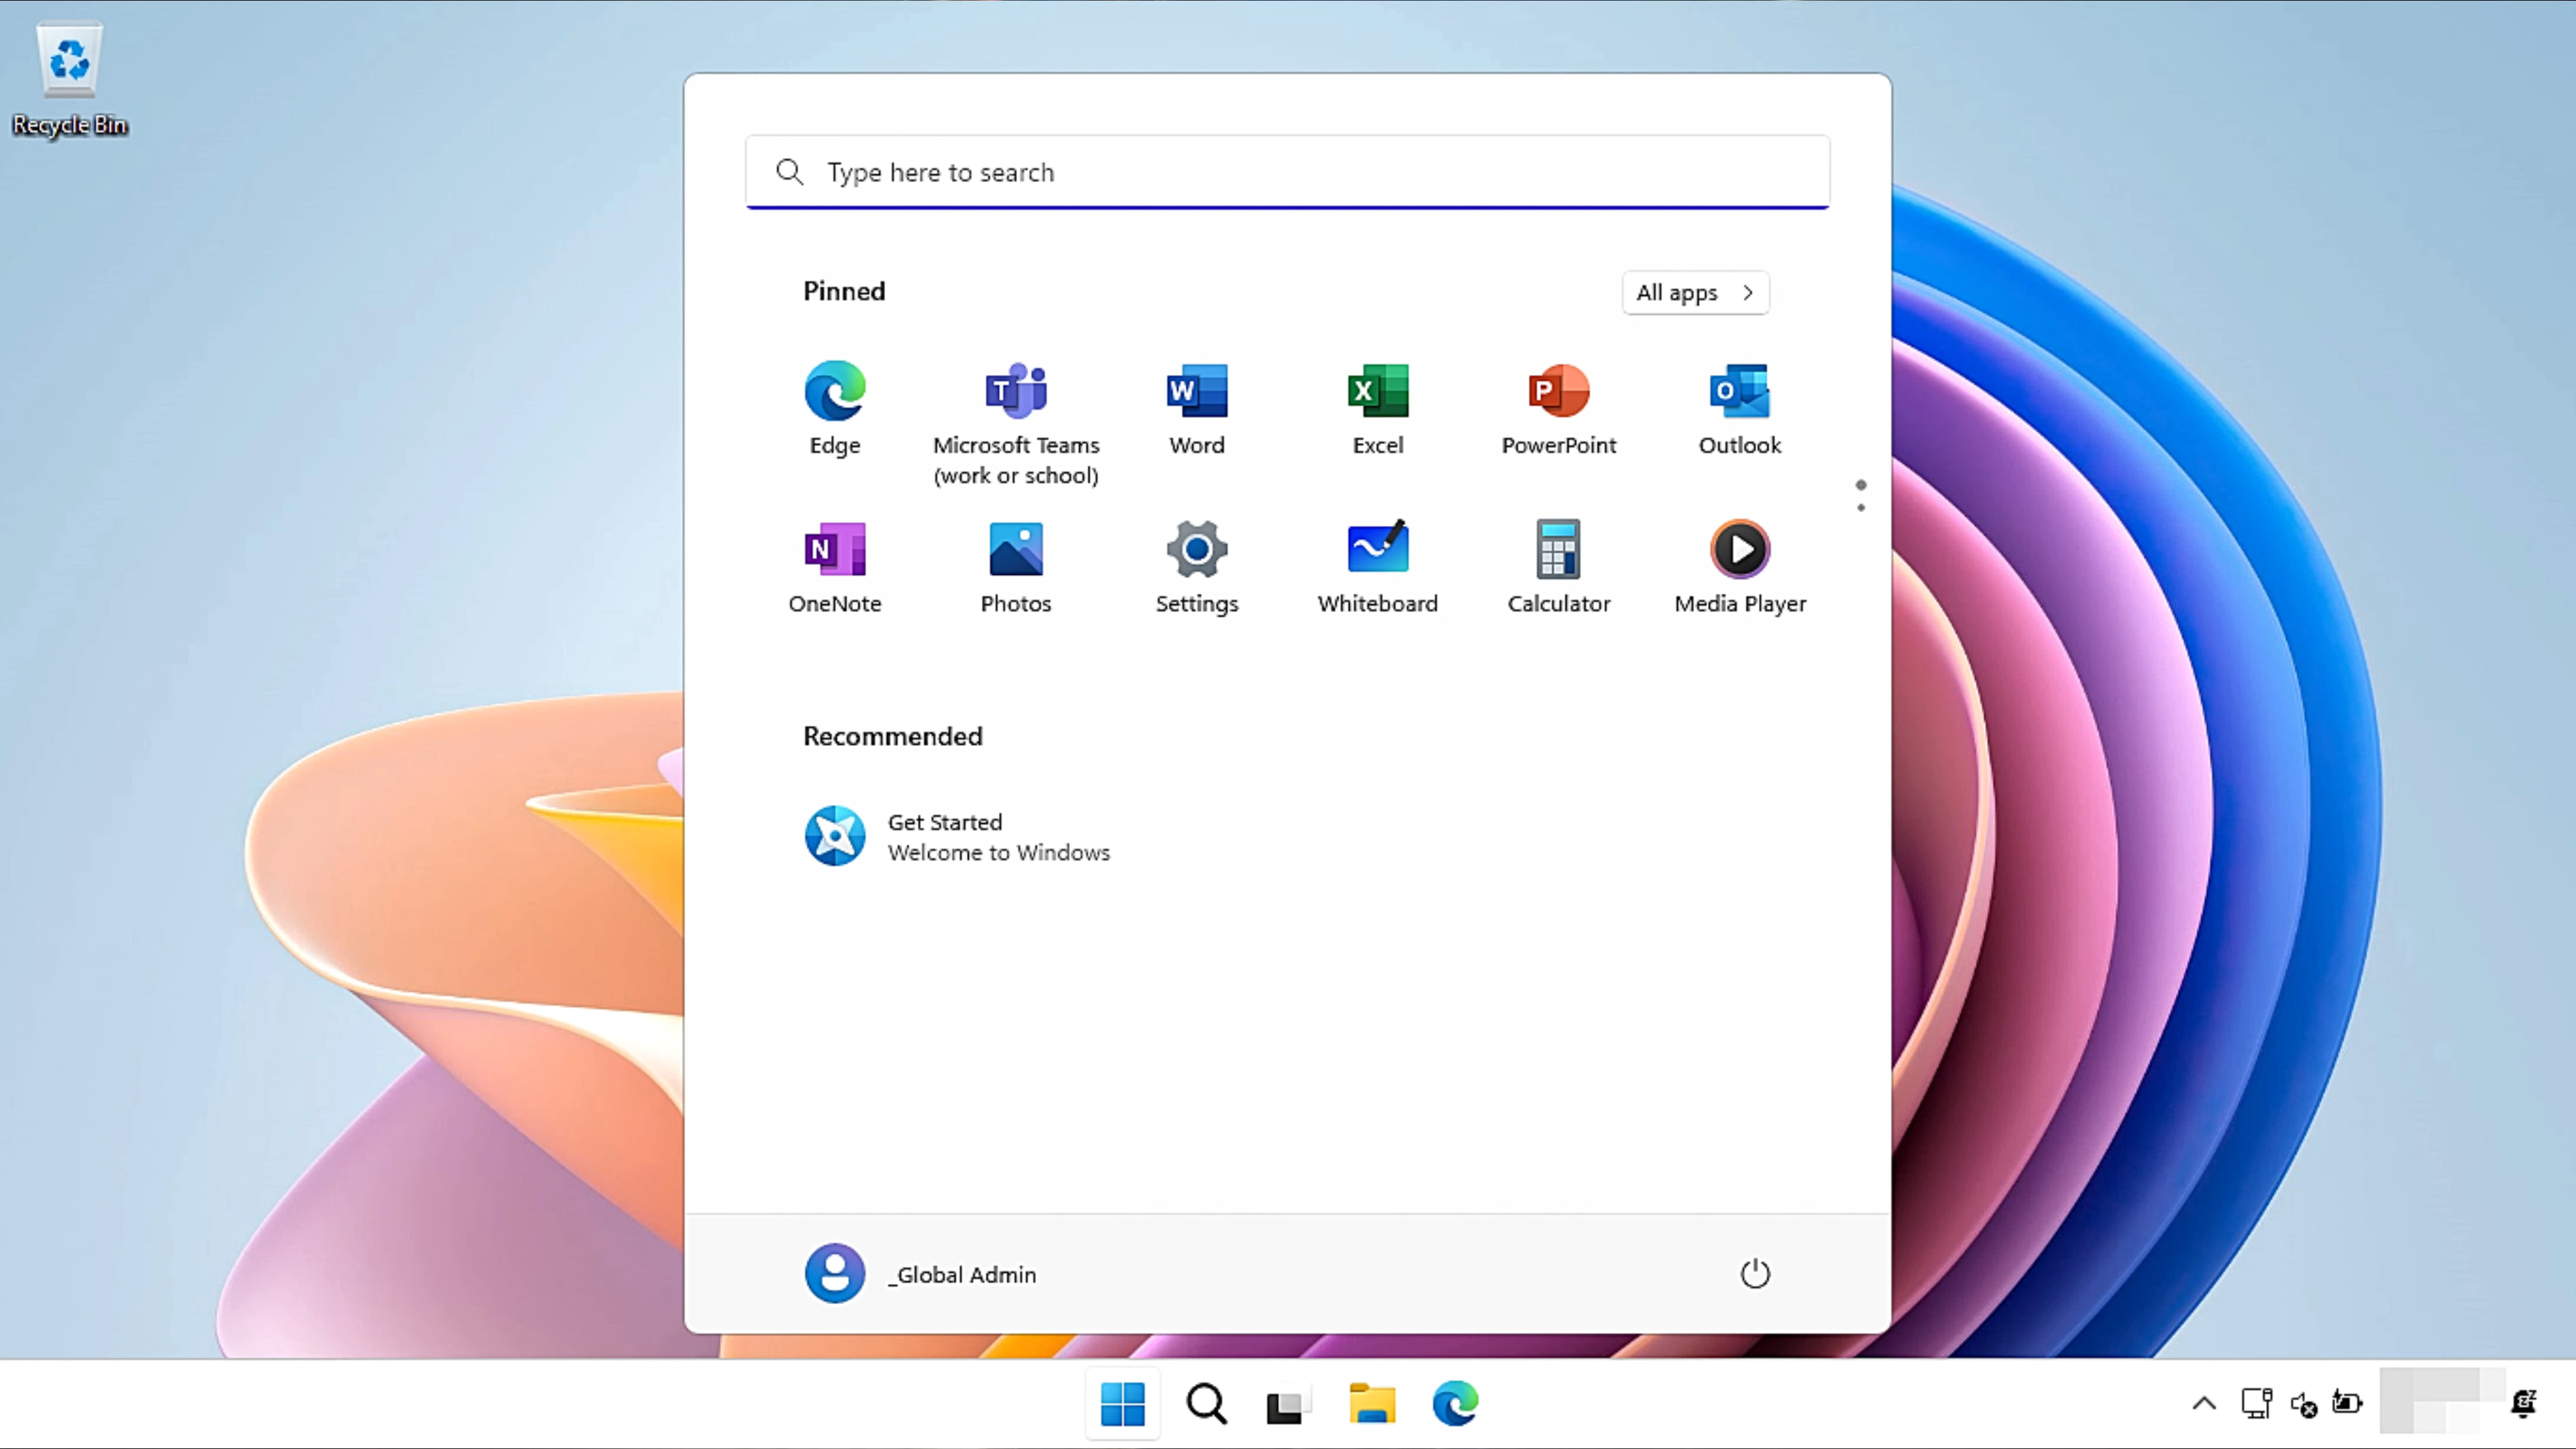 Recycle Bin
Type here to search
Pinned
All apps
Edge
Microsoft Teams
(work or school)
Word
Excel
PowerPoint
Outlook
OneNote
Photos
Settings
Whiteboard
Calculator
Media Player
Recommended
Get Started
Welcome to Windows
_Global Admin